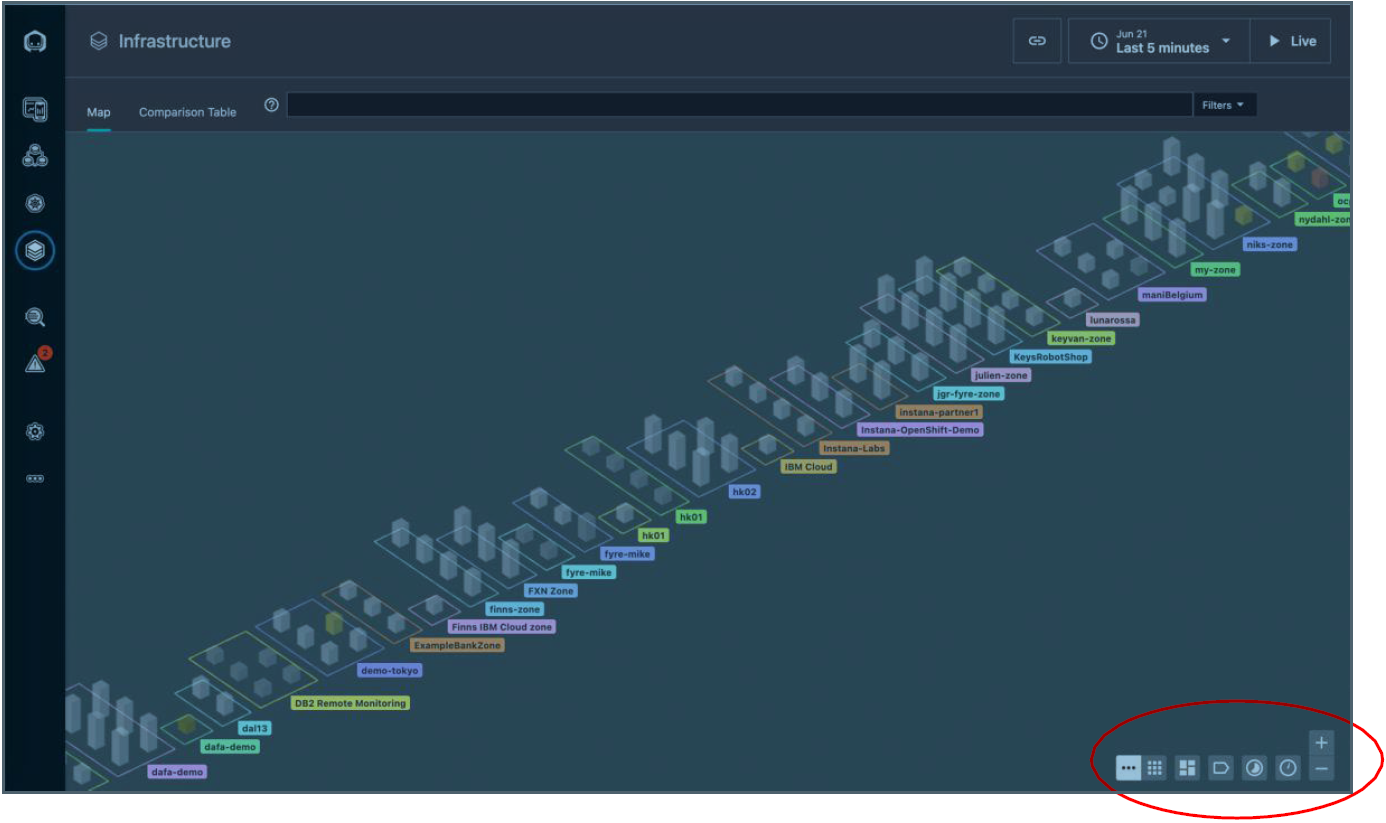 Infrastructure
Jun 21
Last 5 minutes
Live
Map
Comparison Table
Filters
2
nydahl-zon
niks-zone
my-zone
maniBelgium
lunarossa
keyvan-zone
KeysRobotShop
julien-zone
jgr-fyre-zone
instana-partner1
Instana-OpenShift-Demo
Instana-Labs
IBM Cloud
hk02
hk01
hk01
fyre-mike
fyre-mike
FXN Zone
finns-zone
Finns IBM Cloud zone
ExampleBankZone
demo-tokyo
DB2 Remote Monitoring
dal13
dafa-demo
dafa-demo